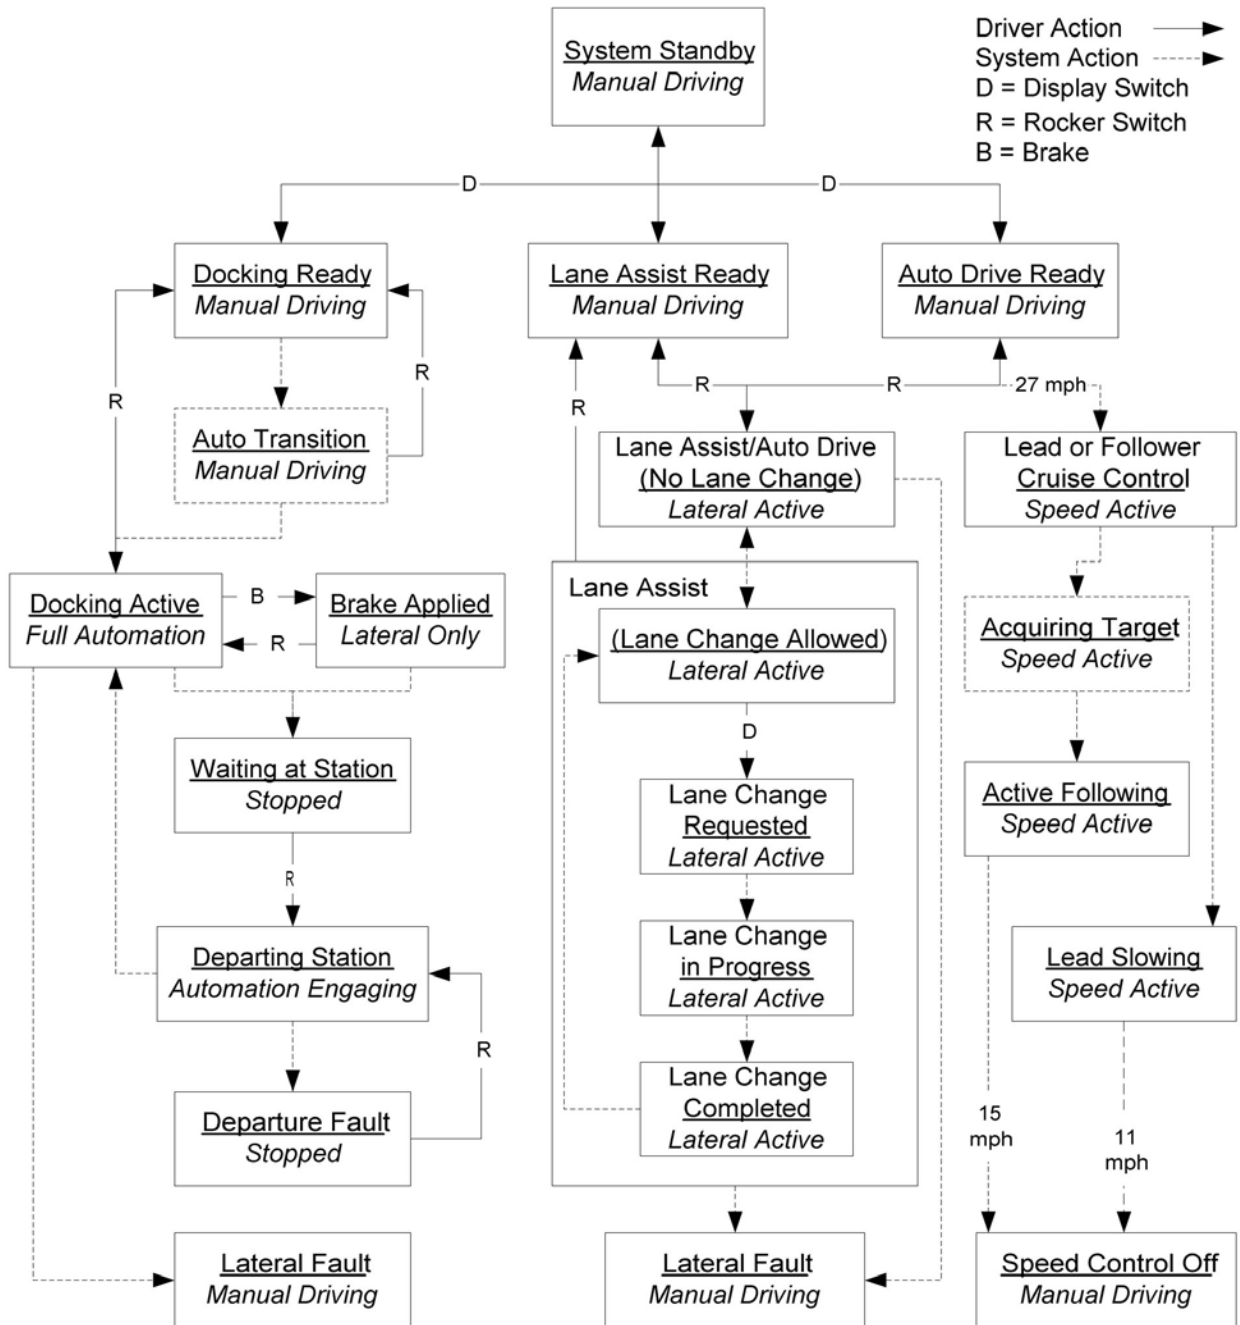 System Standby
Manual Driving
Driver Action
System Action
D = Display Switch
R = Rocker Switch
B = Brake
D
D
Docking Ready
Manual Driving
Lane Assist Ready
Manual Driving
Auto Drive Ready
Manual Driving
R
R
R
R
R
27 mph
Auto Transition
Manual Driving
Lane Assist/Auto Drive
(No Lane Change)
Lateral Active
Lead or Follower
Cruise Control
Speed Active
Docking Active
Full Automation
B
R
Brake Applied
Lateral Only
Lane Assist
(Lane Change Allowed)
Lateral Active
Acquiring Target
Speed Active
D
Waiting at Station
Stopped
Lane Change
Requested
Lateral Active
Active Following
Speed Active
R
Departing Station
Automation Engaging
Lane Change
in Progress
Lateral Active
Lead Slowing
Speed Active
R
Departure Fault
Stopped
Lane Change
Completed
Lateral Active
15
mph
11
mph
Lateral Fault
Manual Driving
Lateral Fault
Manual Driving
Speed Control Off
Manual Driving